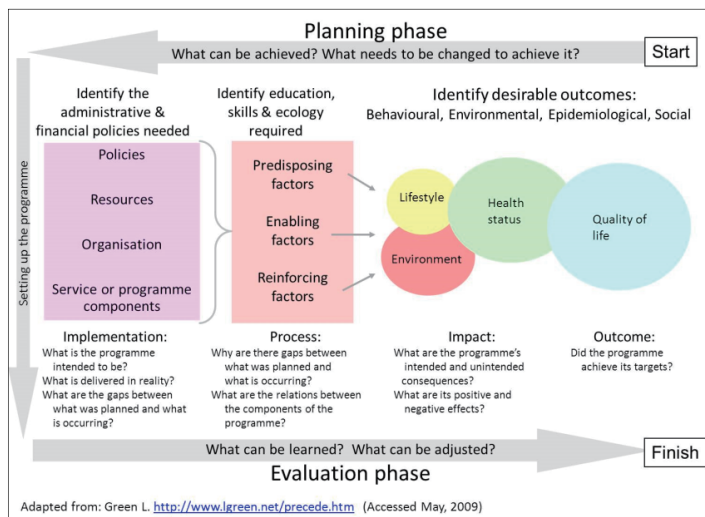 Planning phase
What can be achieved? What needs to be changed to achieve it?
Start
Setting up the programme
Identify the
administrative &
financial policies needed
Identify education,
skills & ecology
required
Identify desirable outcomes:
Behavioural, Environmental, Epidemiological, Social
Policies
Resources
Organisation
Service or programme
components
Predisposing
factors
Enabling
factors
Reinforcing
factors
Lifestyle
Environment
Health
status
Quality of
life
Implementation:
What is the programme
intended to be?
What is delivered in reality?
What are the gaps between
what was planned and what
is occurring?
Process:
Why are there gaps between
what was planned and
what is occurring?
What are the relations between
the components of the
programme?
Impact:
What are the programme's
intended and unintended
consequences?
What are its positive and
negative effects?
Outcome:
Did the programme
achieve its targets?
What can be learned? What can be adjusted?
Finish
Evaluation phase
Adapted from: Green L. http://www.lgreen.net/precede.htm (Accessed May, 2009)